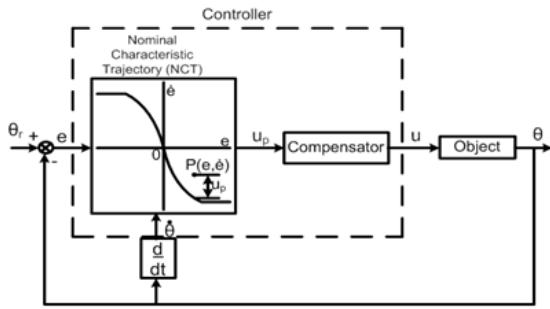 Controller
Nominal
Characteristic
Trajectory (NCT)
ė
θr + e
e
0
P(e,ė)
up
up
Compensator
u
Object
θ
-
θ̇
d
dt